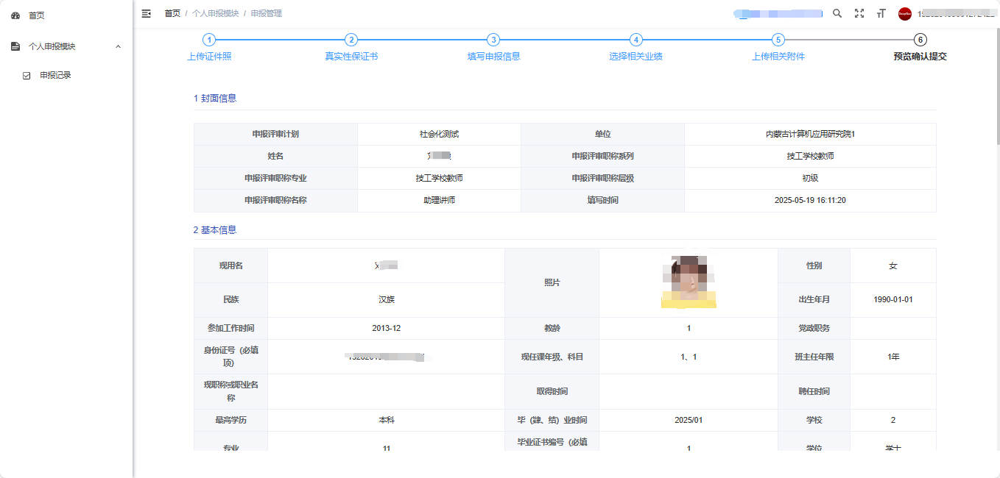 首页
个人申报模块
申报记录
首页 / 个人申报模块 / 申报管理
1 2 3 4 5 6
上传证件照 真实性保证书 填写申报信息 选择相关业绩 上传相关附件 预览确认提交
1 封面信息
申报评审计划 社会化测试 单位 内蒙古计算机应用研究院1
姓名 申报评审职称系列 技工学校教师
申报评审职称专业 技工学校教师 申报评审职称层级 初级
申报评审职称名称 助理讲师 填写时间 2025-05-19 16:11:20
2 基本信息
现用名 照片 性别 女
民族 汉族 出生年月 1990-01-01
参加工作时间 2013-12 教龄 1 党政职务
身份证号（必填项） 现任课年级、科目 1、1 班主任年限 1年
现职称或职业名称 取得时间 聘任时间
最高学历 本科 毕（肄、结）业时间 2025/01 学校 2
专业 11 毕业证书编号（必填 1 学位 学士